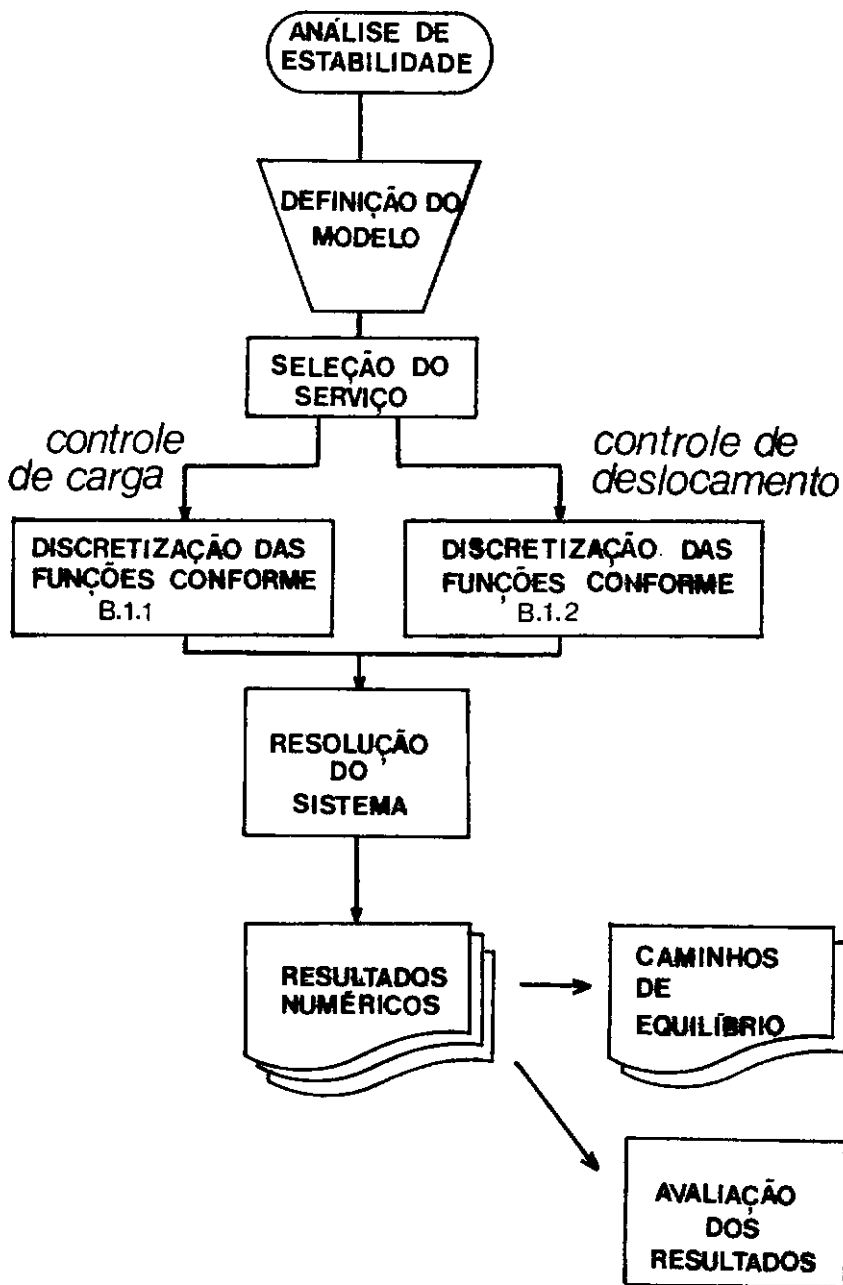 ANÁLISE DE
ESTABILIDADE
DEFINIÇÃO DO
MODELO
SELEÇÃO DO
SERVIÇO
controle
de carga
controle de
deslocamento
DISCRETIZAÇÃO DAS
FUNÇÕES CONFORME
B.1.1
DISCRETIZAÇÃO DAS
FUNÇÕES CONFORME
B.1.2
RESOLUÇÃO
DO
SISTEMA
RESULTADOS
NUMÉRICOS
CAMINHOS
DE
EQUILÍBRIO
AVALIAÇÃO
DOS
RESULTADOS